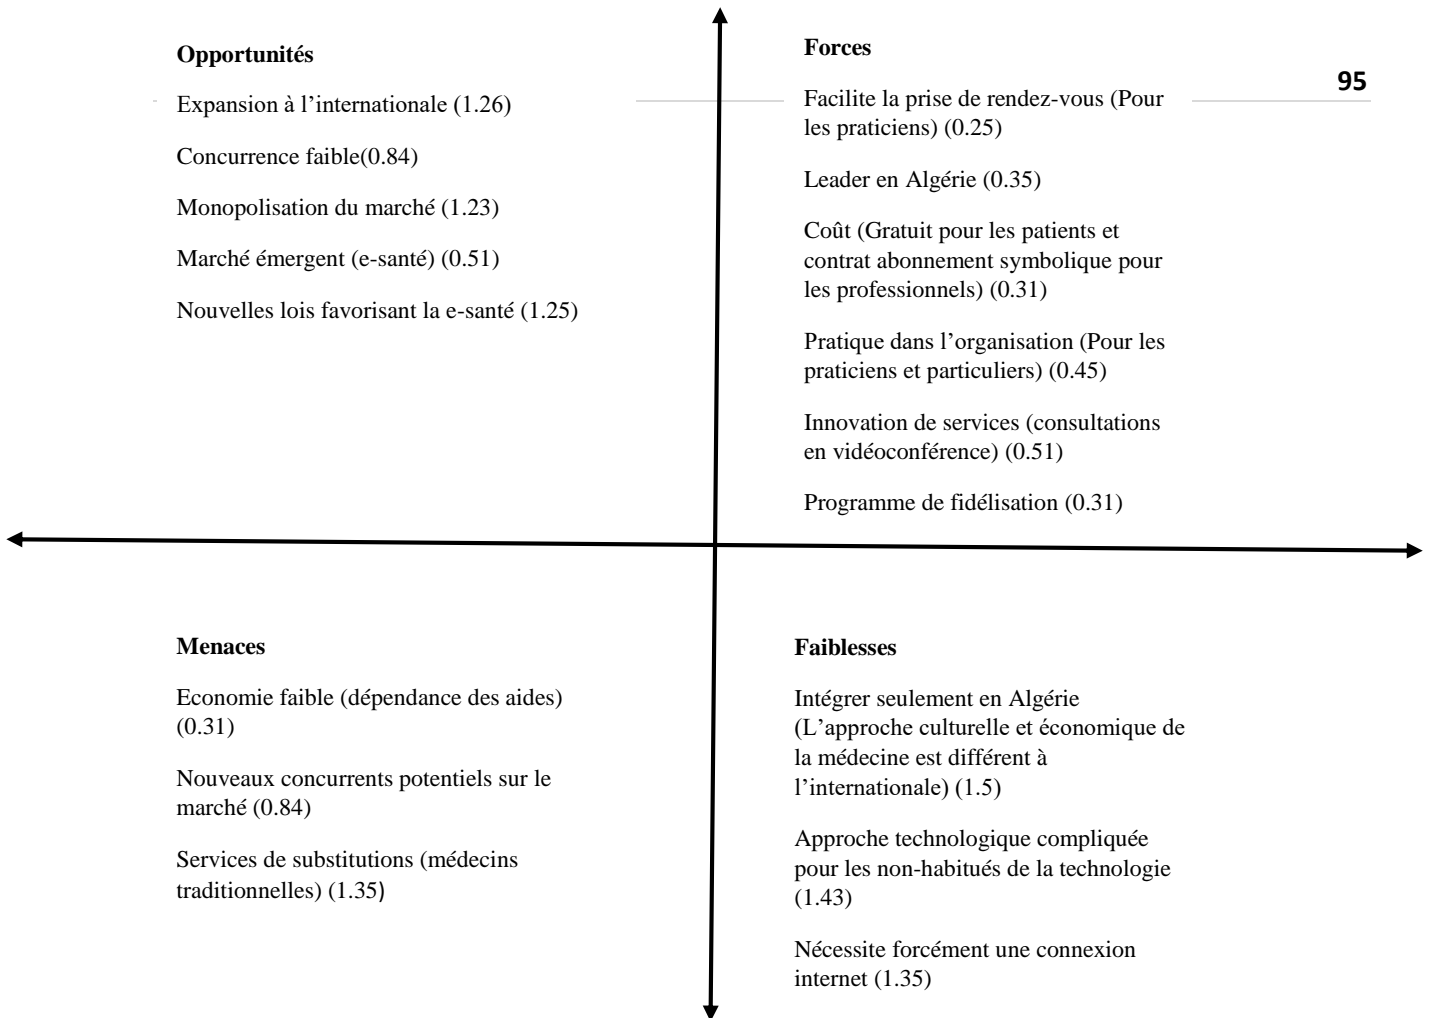 95
Opportunités
Expansion à l’internationale (1.26)
Concurrence faible(0.84)
Monopolisation du marché (1.23)
Marché émergent (e-santé) (0.51)
Nouvelles lois favorisant la e-santé (1.25)
Forces
Facilite la prise de rendez-vous (Pour
les praticiens) (0.25)
Leader en Algérie (0.35)
Coût (Gratuit pour les patients et
contrat abonnement symbolique pour
les professionnels) (0.31)
Pratique dans l’organisation (Pour les
praticiens et particuliers) (0.45)
Innovation de services (consultations
en vidéoconférence) (0.51)
Programme de fidélisation (0.31)
Menaces
Economie faible (dépendance des aides)
(0.31)
Nouveaux concurrents potentiels sur le
marché (0.84)
Services de substitutions (médecins
traditionnelles) (1.35)
Faiblesses
Intégrer seulement en Algérie
(L’approche culturelle et économique de
la médecine est différent à
l’internationale) (1.5)
Approche technologique compliquée
pour les non-habitués de la technologie
(1.43)
Nécessite forcément une connexion
internet (1.35)